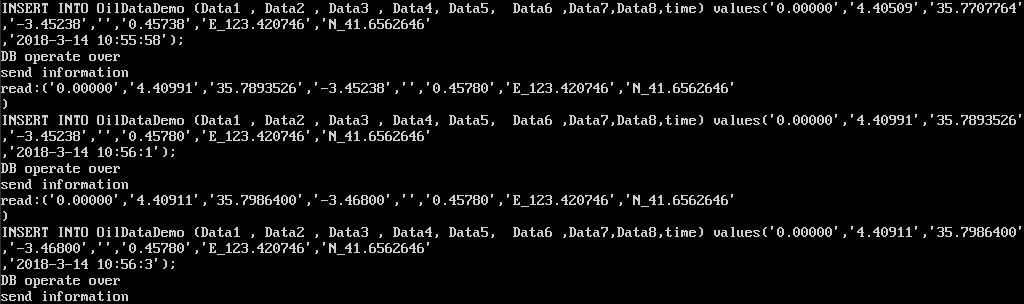 INSERT INTO OilDataDemo (Data1 , Data2 , Data3 , Data4, Data5,  Data6 ,Data7,Data8,time) values('0.00000','4.40509','35.7707764'
,'-3.45238','','0.45738','E_123.420746','N_41.6562646'
,'2018-3-14 10:55:58');
DB operate over
send information
read:('0.00000','4.40991','35.7893526','-3.45238','','0.45780','E_123.420746','N_41.6562646'
)
INSERT INTO OilDataDemo (Data1 , Data2 , Data3 , Data4, Data5,  Data6 ,Data7,Data8,time) values('0.00000','4.40991','35.7893526'
,'-3.45238','','0.45780','E_123.420746','N_41.6562646'
,'2018-3-14 10:56:1');
DB operate over
send information
read:('0.00000','4.40911','35.7986400','-3.46800','','0.45780','E_123.420746','N_41.6562646'
)
INSERT INTO OilDataDemo (Data1 , Data2 , Data3 , Data4, Data5,  Data6 ,Data7,Data8,time) values('0.00000','4.40911','35.7986400'
,'-3.46800','','0.45780','E_123.420746','N_41.6562646'
,'2018-3-14 10:56:3');
DB operate over
send information